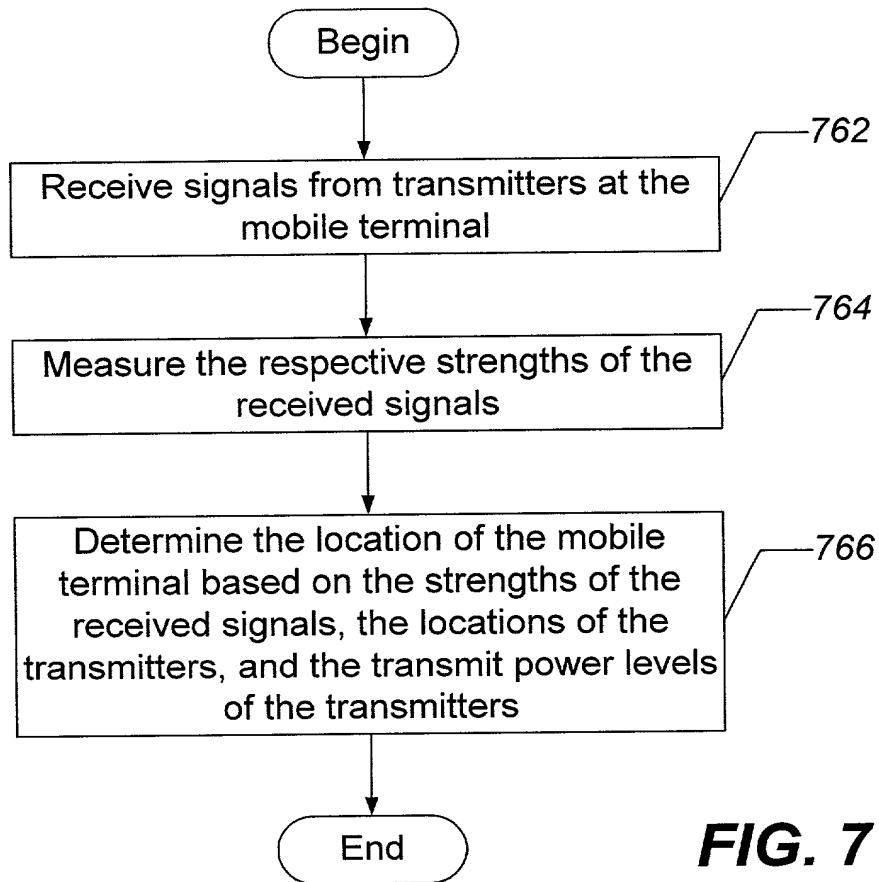 Begin
762
Receive signals from transmitters at the
mobile terminal
764
Measure the respective strengths of the
received signals
Determine the location of the mobile
terminal based on the strengths of the
received signals, the locations of the
transmitters, and the transmit power levels
of the transmitters
766
End
FIG. 7